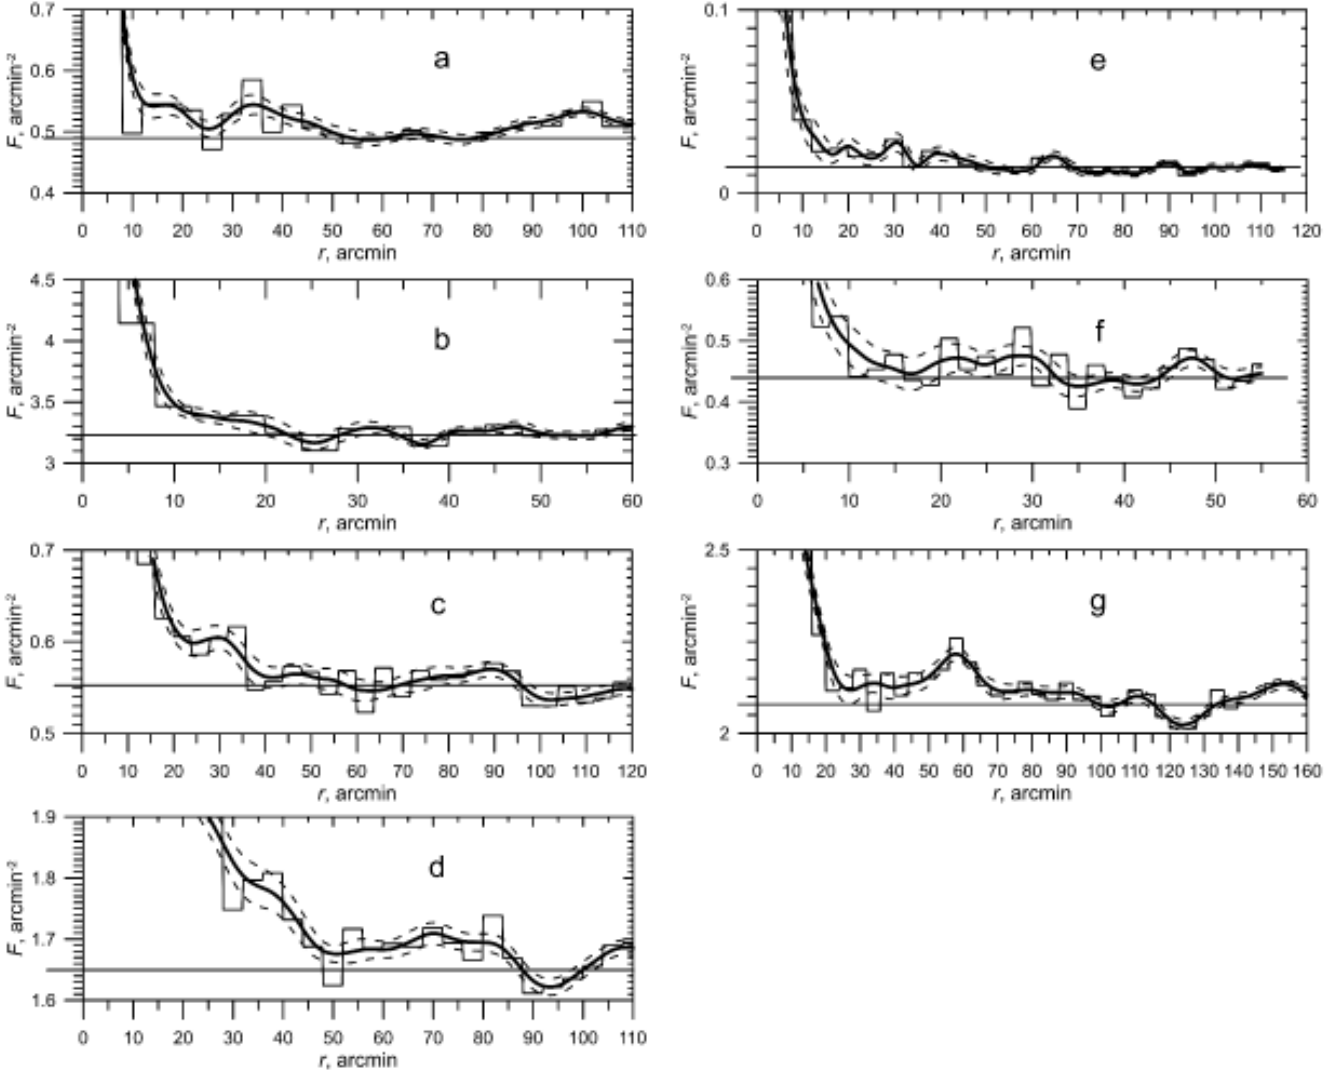 a
F, arcmin-2
0.7
0.6
0.5
0.4
0 10 20 30 40 50 60 70 80 90 100 110
r, arcmin
e
F, arcmin-2
0.1
0
0 10 20 30 40 50 60 70 80 90 100 110 120
r, arcmin
b
F, arcmin-2
4.5
4
3.5
3
0 10 20 30 40 50 60
r, arcmin
f
F, arcmin-2
0.6
0.5
0.4
0.3
0 10 20 30 40 50 60
r, arcmin
c
F, arcmin-2
0.7
0.6
0.5
0 10 20 30 40 50 60 70 80 90 100 110 120
r, arcmin
g
F, arcmin-2
2.5
2
0 10 20 30 40 50 60 70 80 90 100 110 120 130 140 150 160
r, arcmin
d
F, arcmin-2
1.9
1.8
1.7
1.6
0 10 20 30 40 50 60 70 80 90 100 110
r, arcmin